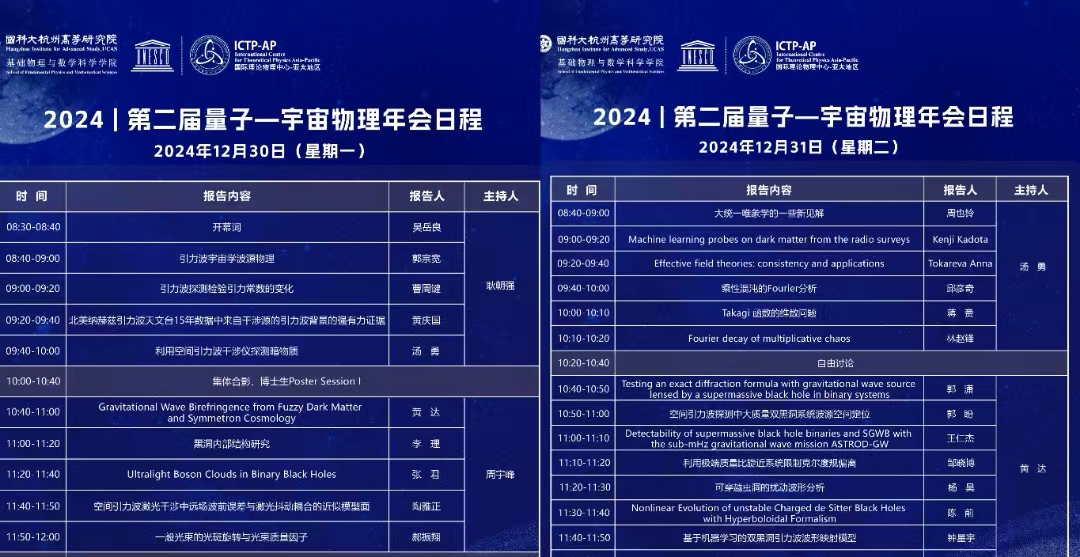 國科大杭州高等研究院
Hangzhou Institute for Advanced Study, UCAS
基础物理与数学科学学院
School of Fundamental Physics and Mathematical Sciences
UNESCO
ICTP-AP
International Centre
for Theoretical Physics Asia-Pacific
国际理论物理中心-亚太地区
2024 | 第二届量子—宇宙物理年会日程
2024年12月30日（星期一）
时 间 报告内容 报告人 主持人
08:30-08:40 开幕词 吴岳良
08:40-09:00 引力波宇宙学波源物理 郭宗宽
09:00-09:20 引力波探测检验引力常数的变化 曹周键
耿朝强
09:20-09:40 北美纳赫兹引力波天文台15年数据中来自干涉源的引力波背景的强有力证据 黄庆国
09:40-10:00 利用空间引力波干涉仪探测暗物质 汤 勇
10:00-10:40 集体合影、博士生Poster Session I
10:40-11:00 Gravitational Wave Birefringence from Fuzzy Dark Matter
and Symmetron Cosmology 黄 达
11:00-11:20 黑洞内部结构研究 李 理
11:20-11:40 Ultralight Boson Clouds in Binary Black Holes 张 君
周宇峰
11:40-11:50 空间引力波激光干涉中远场波前误差与激光抖动耦合的近似模型面 陶雅正
11:50-12:00 一般光束的光斑旋转与光束质量因子 郝振翔
國科大杭州高等研究院
Hangzhou Institute for Advanced Study, UCAS
基础物理与数学科学学院
School of Fundamental Physics and Mathematical Sciences
UNESCO
ICTP-AP
International Centre
for Theoretical Physics Asia-Pacific
国际理论物理中心-亚太地区
2024 | 第二届量子—宇宙物理年会日程
2024年12月31日（星期二）
时 间 报告内容 报告人 主持人
08:40-09:00 大统一唯象学的一些新见解 周也铃
09:00-09:20 Machine learning probes on dark matter from the radio surveys Kenji Kadota
09:20-09:40 Effective field theories: consistency and applications Tokareva Anna
汤 勇
09:40-10:00 乘性混沌的Fourier分析 邱彦奇
10:00-10:10 Takagi 函数的维数问题 蒋
10:10-10:20 Fourier decay of multiplicative chaos 林赵锋
10:20-10:40 自由讨论
10:40-10:50 Testing an exact diffraction formula with gravitational wave source
lensed by a supermassive black hole in binary systems 郭 潇
10:50-11:00 空间引力波探测中大质量双黑洞系统波源空间定位 郭 盼
11:00-11:10 Detectability of supermassive black hole binaries and SGWB with
the sub-mHz gravitational wave mission ASTROD-GW 王仁杰
11:10-11:20 利用极端质量比旋近系统限制克尔度规偏离 邹晓博
黄 达
11:20-11:30 可穿越虫洞的扰动波形分析 杨 昊
11:30-11:40 Nonlinear Evolution of unstable Charged de Sitter Black Holes
with Hyperboloidal Formalism 陈 前
11:40-11:50 基于机器学习的双黑洞引力波波形映射模型 钟星宇